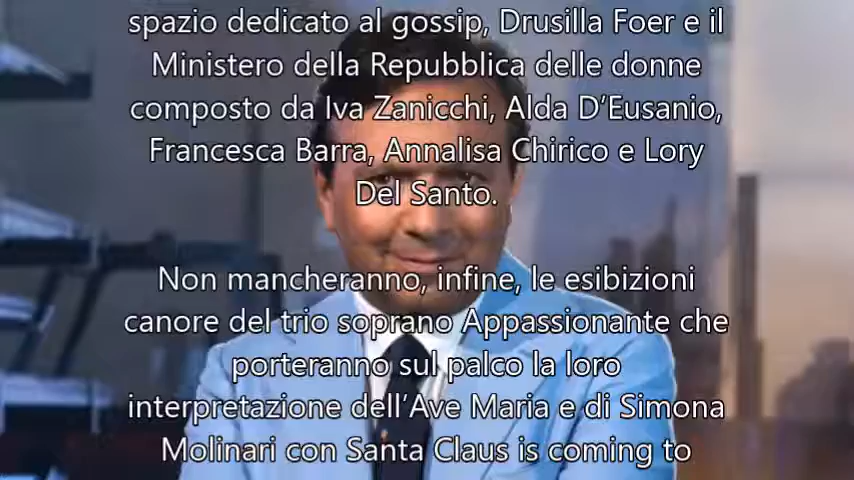 spazio dedicato al gossip, Drusilla Foer e il
Ministero della Repubblica delle donne
composto da Iva Zanicchi, Alda D’Eusanio,
Francesca Barra, Annalisa Chirico e Lory
Del Santo.
Non mancheranno, infine, le esibizioni
canore del trio soprano Appassionante che
porteranno sul palco la loro
interpretazione dell’Ave Maria e di Simona
Molinari con Santa Claus is coming to